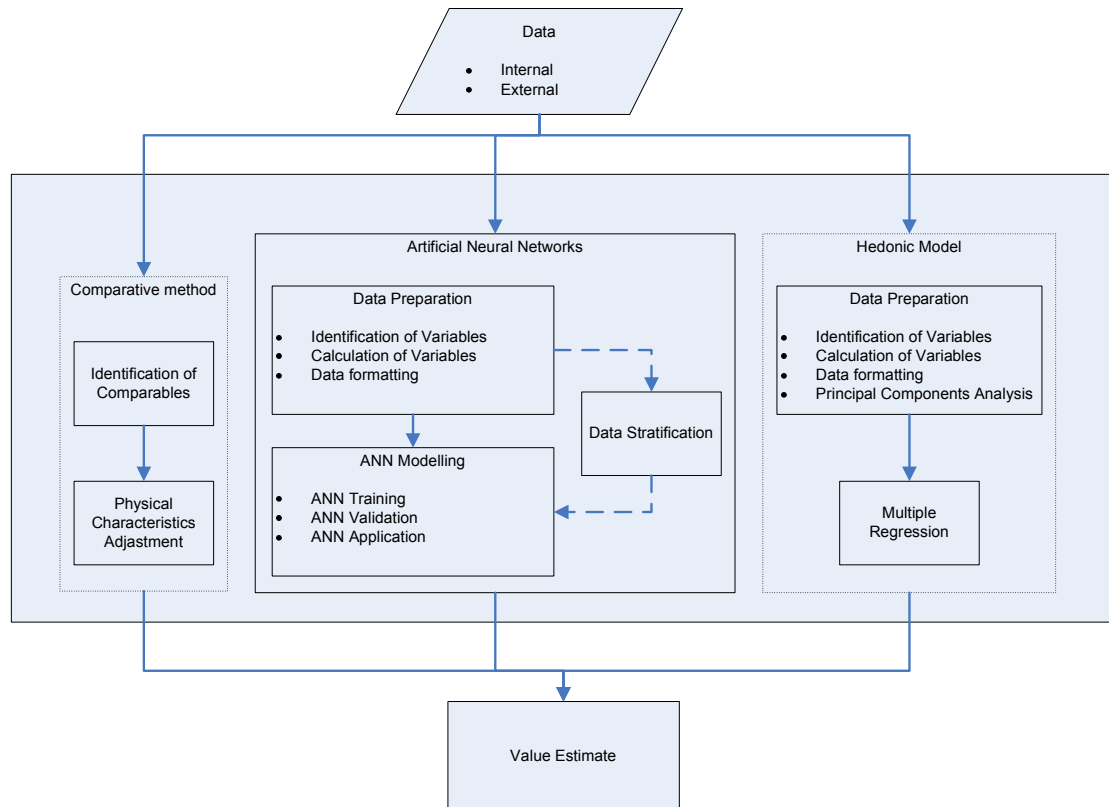 Data
• Internal
• External
Comparative method
Identification of
Comparables
Physical
Characteristics
Adjastment
Artificial Neural Networks
Data Preparation
• Identification of Variables
• Calculation of Variables
• Data formatting
Data Stratification
ANN Modelling
• ANN Training
• ANN Validation
• ANN Application
Hedonic Model
Data Preparation
• Identification of Variables
• Calculation of Variables
• Data formatting
• Principal Components Analysis
Multiple
Regression
Value Estimate